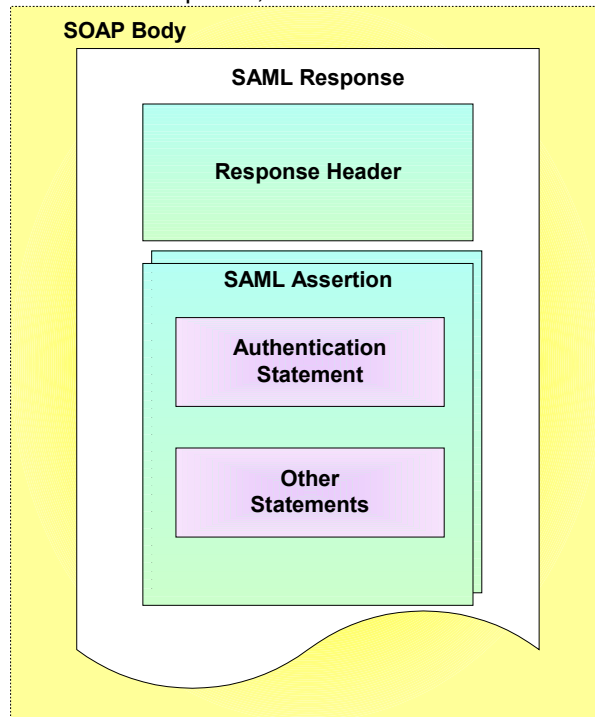 SOAP Body
SAML Response
Response Header
SAML Assertion
Authentication
Statement
Other
Statements